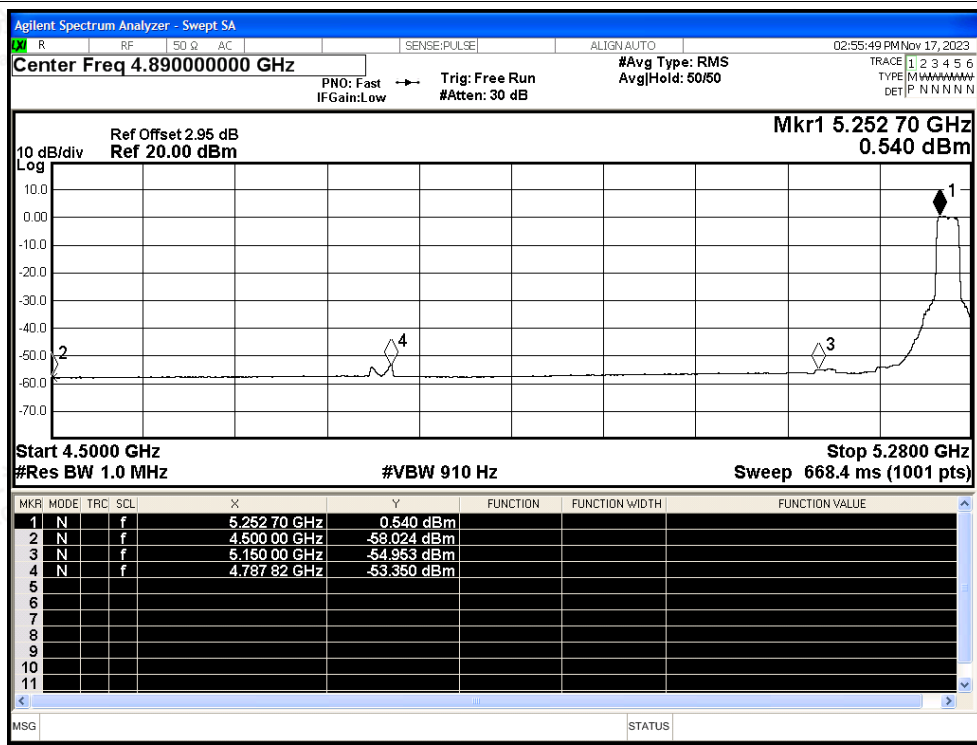 Agilent Spectrum Analyzer - Swept SA
LXI R RF 50 Ω AC SENSE:PULSE ALIGN AUTO 02:55:49 PM Nov 17, 2023
Center Freq 4.890000000 GHz
PNO: Fast
IFGain:Low
Trig: Free Run
#Atten: 30 dB
#Avg Type: RMS
Avg|Hold: 50/50
TRACE 1 2 3 4 5 6
TYPE M W W W W W
DET P N N N N N
Mkr1 5.252 70 GHz
0.540 dBm
Ref Offset 2.95 dB
10 dB/div Ref 20.00 dBm
Log
10.0
0.00
-10.0
-20.0
-30.0
-40.0
-50.0
-60.0
-70.0
1
2
4
3
Start 4.5000 GHz Stop 5.2800 GHz
#Res BW 1.0 MHz #VBW 910 Hz Sweep 668.4 ms (1001 pts)
MKR MODE TRC SCL X Y FUNCTION FUNCTION WIDTH FUNCTION VALUE
1 N f 5.252 70 GHz 0.540 dBm
2 N f 4.500 00 GHz -58.024 dBm
3 N f 5.150 00 GHz -54.953 dBm
4 N f 4.787 82 GHz -53.350 dBm
5
6
7
8
9
10
11
MSG STATUS